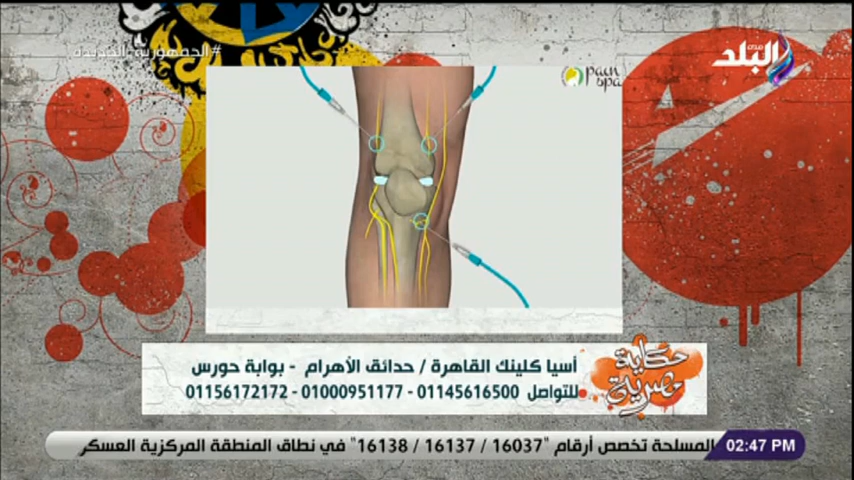 #الجمهورية_الجديدة
صدى
البلد
pain
spa
أسيا كلينك القاهرة / حدائق الأهرام - بوابة حورس
للتواصل 01145616500 - 01000951177 - 01156172172
حكاية
مصرية
02:47 PM
المسلحة تخصص أرقام "16037 / 16137 / 16138" في نطاق المنطقة المركزية العسكر